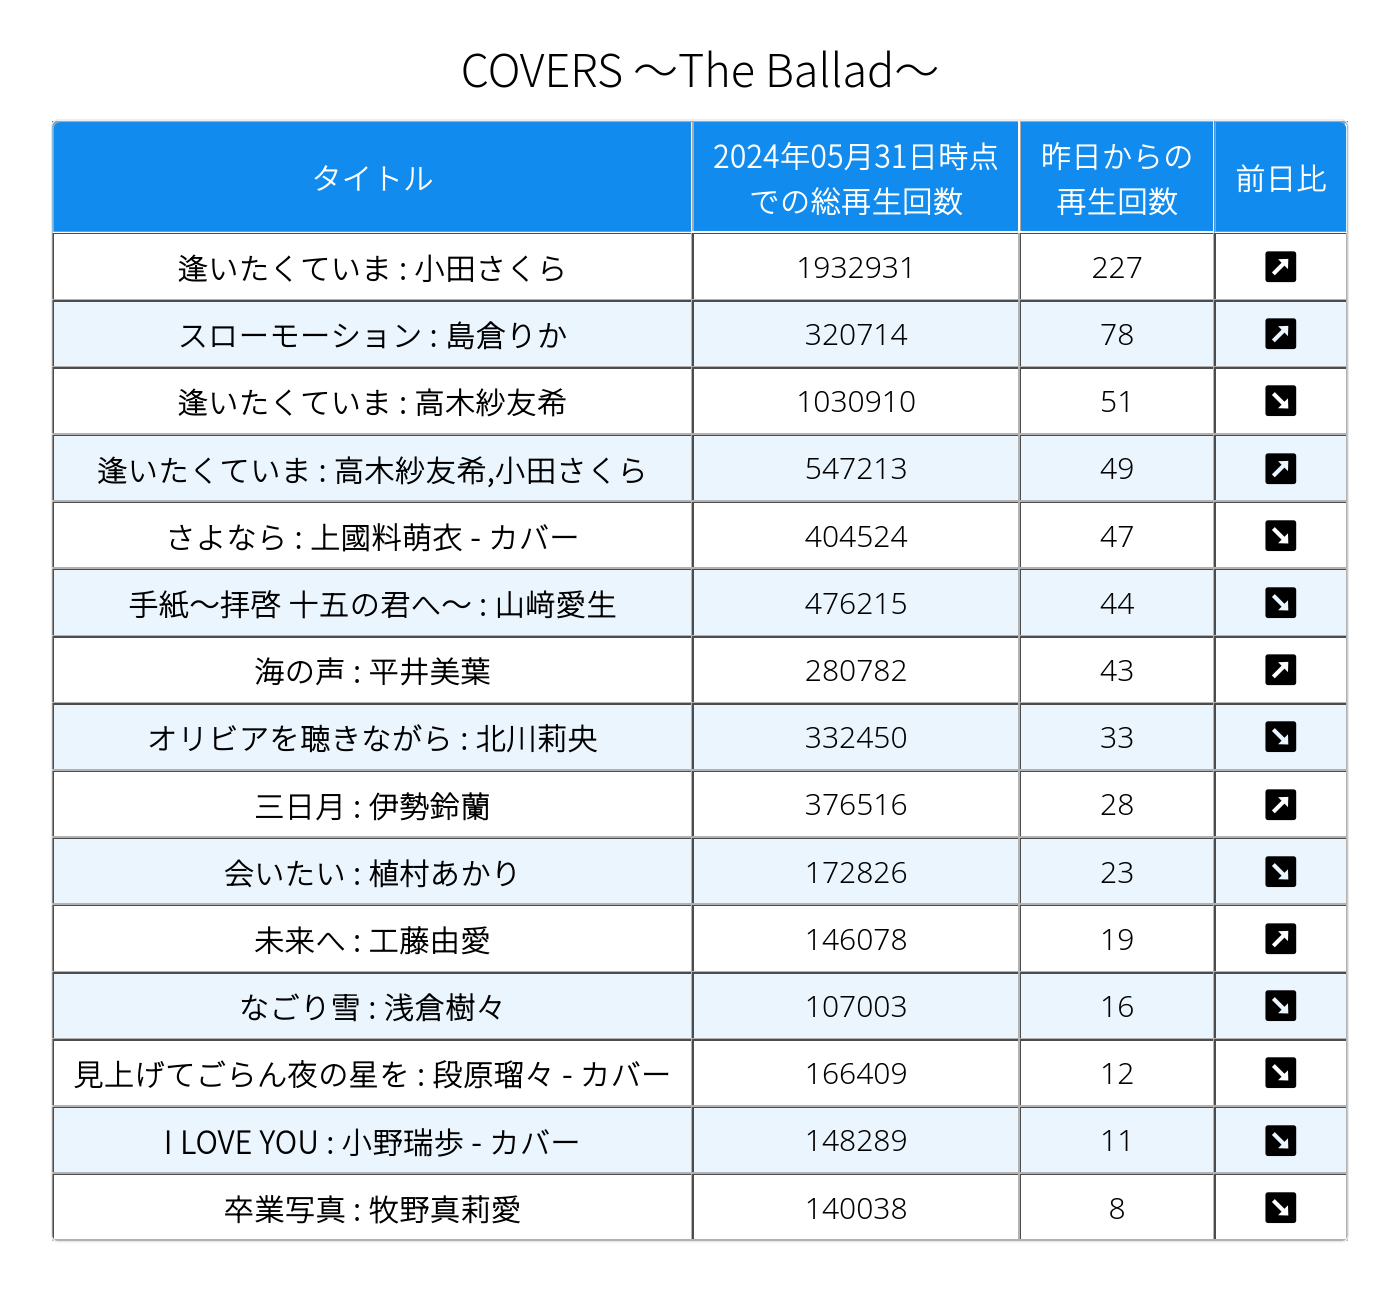 COVERS ～The Ballad～
タイトル 2024年05月31日時点での総再生回数 昨日からの再生回数 前日比
逢いたくていま : 小田さくら 1932931 227 ↗
スローモーション : 島倉りか 320714 78 ↗
逢いたくていま : 高木紗友希 1030910 51 ↘
逢いたくていま : 高木紗友希,小田さくら 547213 49 ↗
さよなら : 上國料萌衣 - カバー 404524 47 ↘
手紙～拝啓 十五の君へ～ : 山﨑愛生 476215 44 ↘
海の声 : 平井美葉 280782 43 ↗
オリビアを聴きながら : 北川莉央 332450 33 ↘
三日月 : 伊勢鈴蘭 376516 28 ↗
会いたい : 植村あかり 172826 23 ↘
未来へ : 工藤由愛 146078 19 ↗
なごり雪 : 浅倉樹々 107003 16 ↘
見上げてごらん夜の星を : 段原瑠々 - カバー 166409 12 ↘
I LOVE YOU : 小野瑞歩 - カバー 148289 11 ↘
卒業写真 : 牧野真莉愛 140038 8 ↘